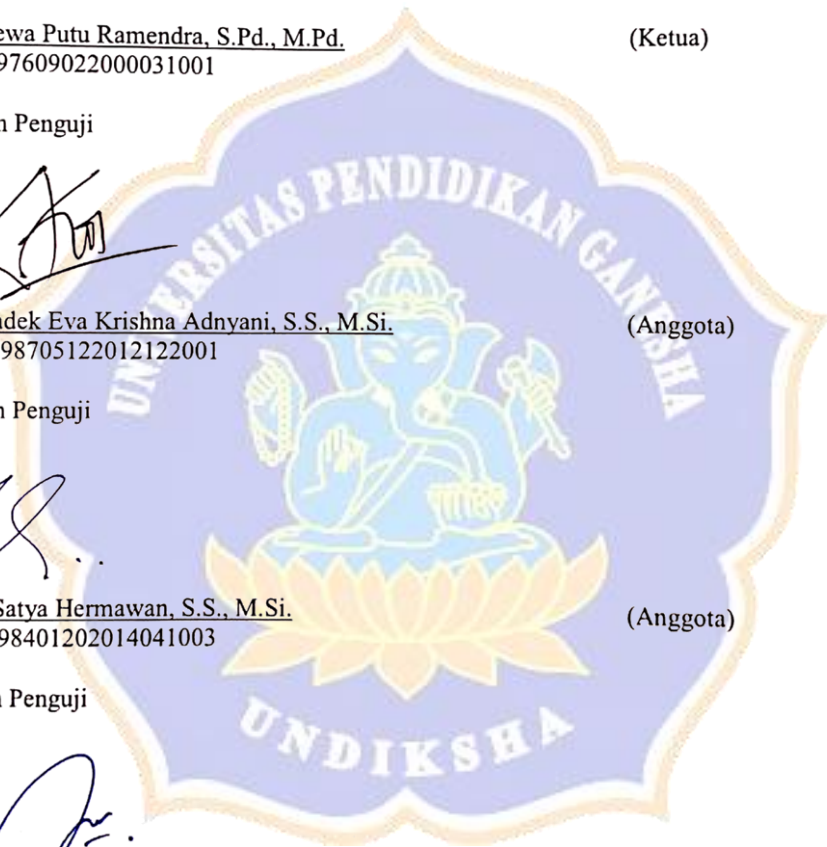 ewa Putu Ramendra, S.Pd., M.Pd. (Ketua)
97609022000031001
n Penguji
UNIVERSITAS PENDIDIKAN GANESHA
adek Eva Krishna Adnyani, S.S., M.Si. (Anggota)
98705122012122001
n Penguji
Satya Hermawan, S.S., M.Si. (Anggota)
98401202014041003
n Penguji
UNDIKSHA